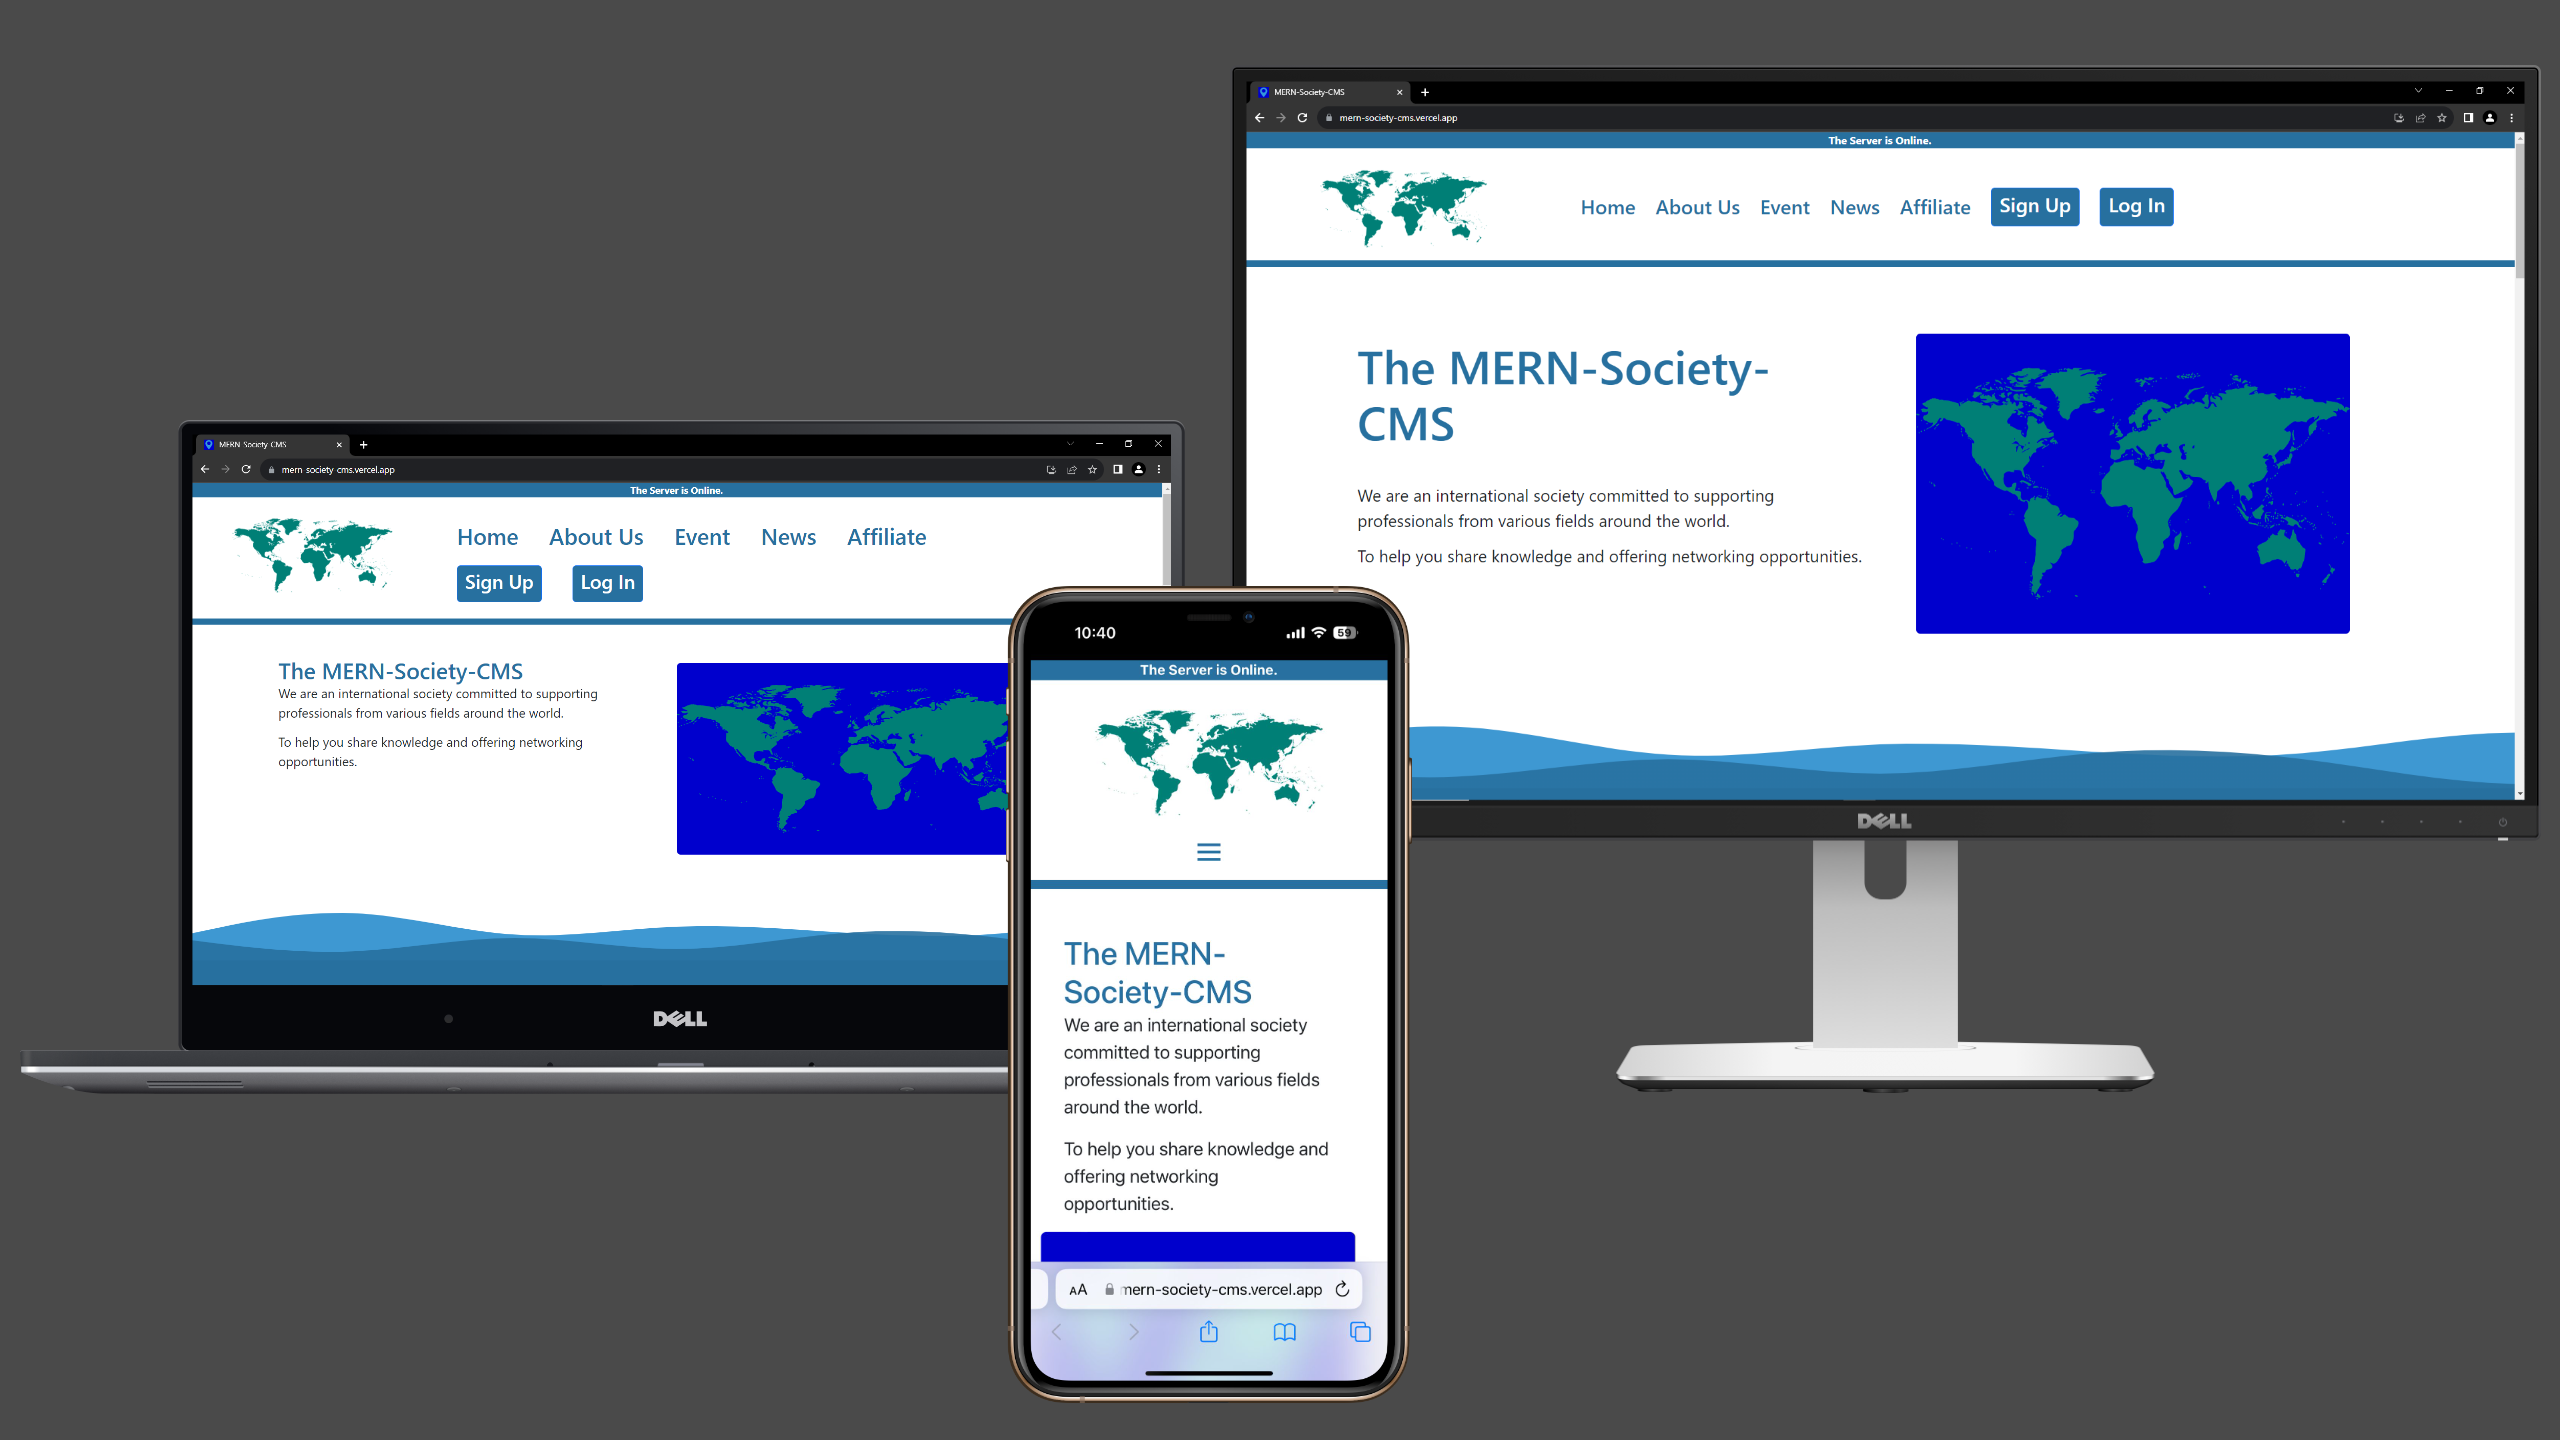 MERN Society CMS
mern society cms.vercel.app
The Server is Online.
Home About Us Event News Affiliate
Sign Up Log In
The MERN-Society-CMS
We are an international society committed to supporting
professionals from various fields around the world.
To help you share knowledge and offering networking
opportunities.
DELL
10:40 59
The Server is Online.
The MERN-
Society-CMS
We are an international society
committed to supporting
professionals from various fields
around the world.
To help you share knowledge and
offering networking
opportunities.
AA mern-society-cms.vercel.app
MERN-Society-CMS
mern-society-cms.vercel.app
The Server is Online.
Home About Us Event News Affiliate Sign Up Log In
The MERN-Society-
CMS
We are an international society committed to supporting
professionals from various fields around the world.
To help you share knowledge and offering networking opportunities.
DELL